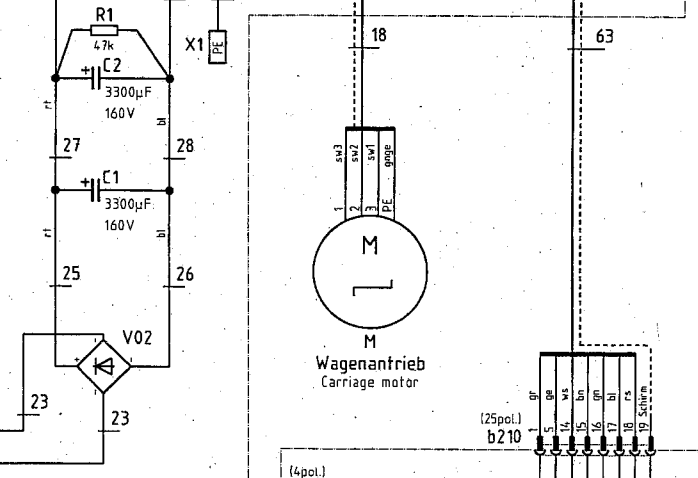 R1
47k
X1
PE
18
63
+
C2
3300µF
160V
rt
bl
27
28
+
C1
3300µF
160V
rt
bl
25
26
V02
+
23
23
sw3
sw2
sw1
gnge
1
2
3
PE
M
M
Wagenantrieb
Carriage motor
gr
ge
ws
bn
gn
bl
rs
Schirm
1
5
14
15
16
17
18
19
(25pol.)
b210
(4pol.)